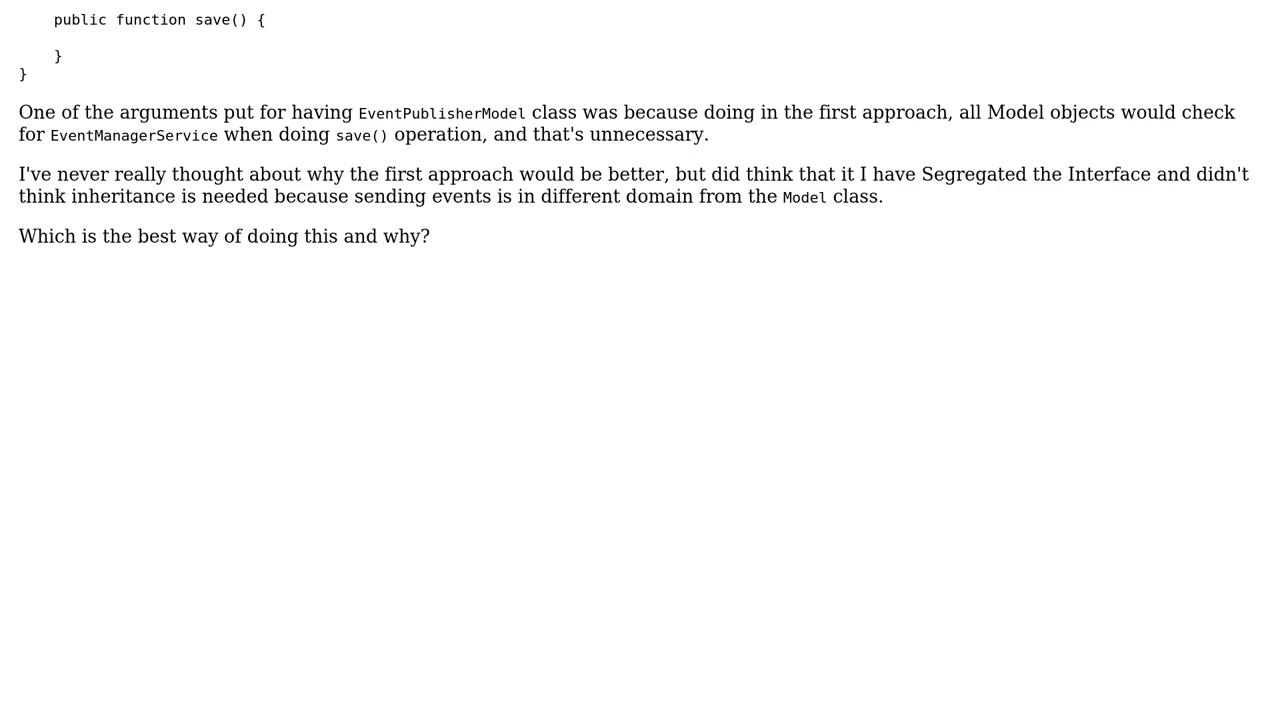 public function save() {
}
}
One of the arguments put for having EventPublisherModel class was because doing in the first approach, all Model objects would check
for EventManagerService when doing save() operation, and that's unnecessary.
I've never really thought about why the first approach would be better, but did think that it I have Segregated the Interface and didn't
think inheritance is needed because sending events is in different domain from the Model class.
Which is the best way of doing this and why?